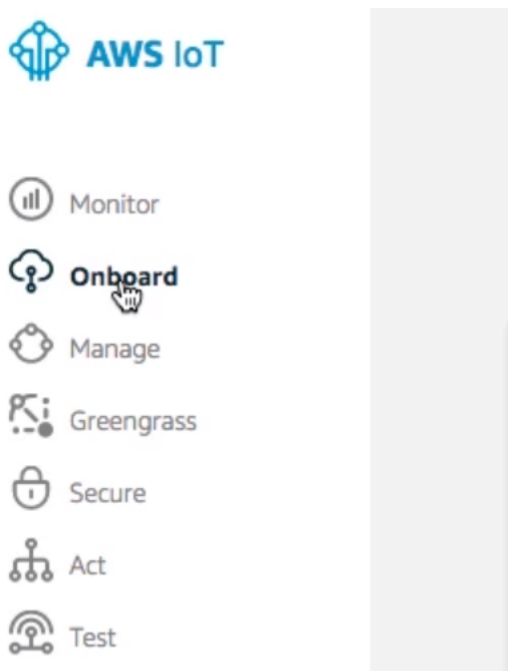 AWS IoT
Monitor
Onboard
Manage
Greengrass
Secure
Act
Test